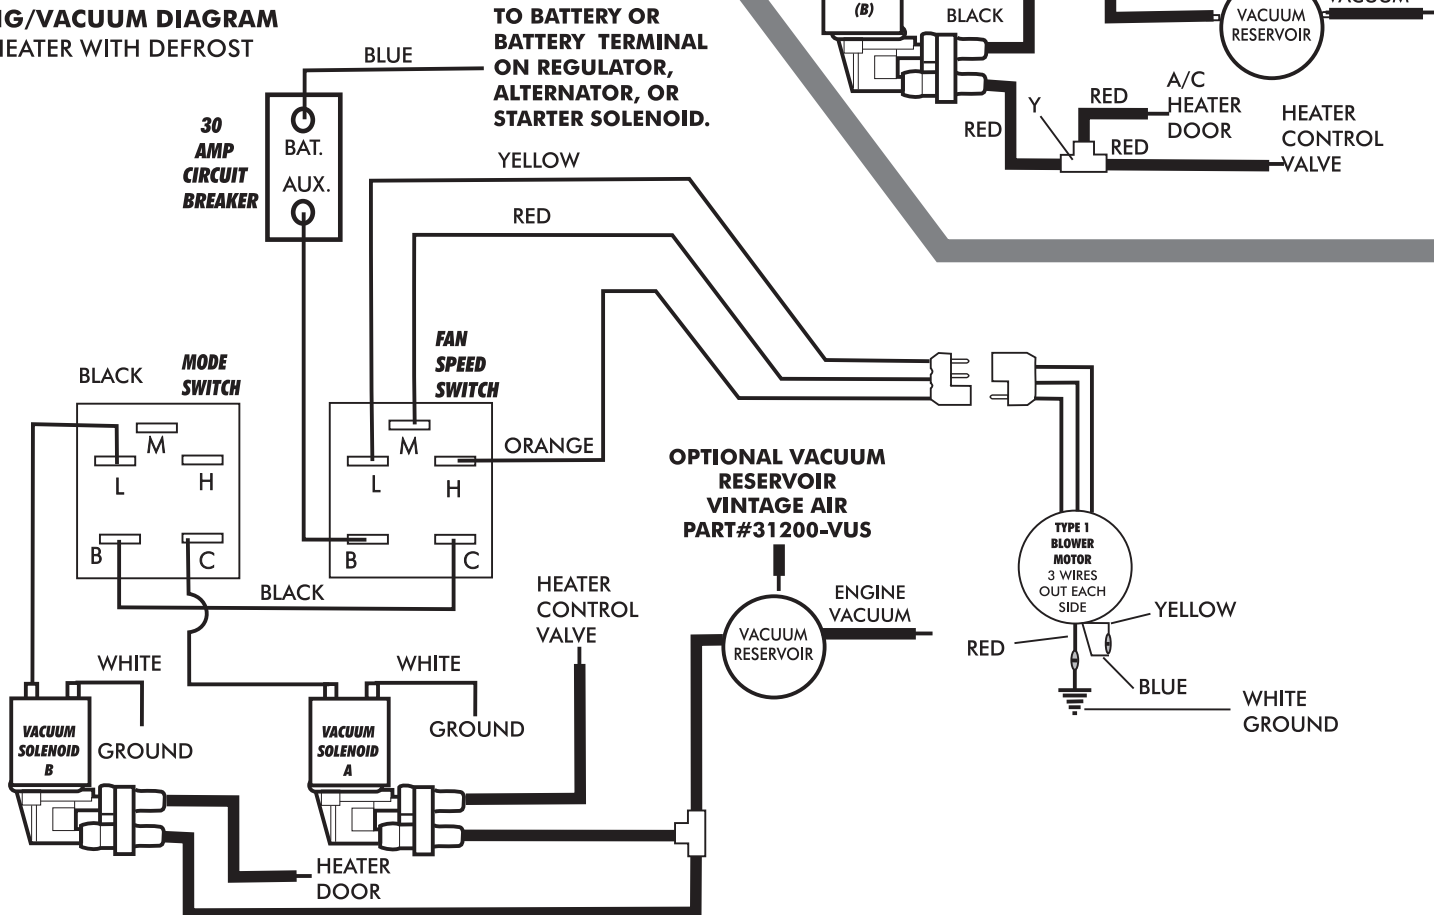 NG/VACUUM DIAGRAM
HEATER WITH DEFROST
BLUE
TO BATTERY OR
BATTERY TERMINAL
ON REGULATOR,
ALTERNATOR, OR
STARTER SOLENOID.
30
AMP
CIRCUIT
BREAKER
BAT.
AUX.
YELLOW
RED
(B)
BLACK
VACUUM
VACUUM
RESERVOIR
RED
Y
RED
A/C
HEATER
DOOR
RED
HEATER
CONTROL
VALVE
BLACK
MODE
SWITCH
M
L
H
B
C
FAN
SPEED
SWITCH
M
L
H
B
C
ORANGE
BLACK
OPTIONAL VACUUM
RESERVOIR
VINTAGE AIR
PART#31200-VUS
HEATER
CONTROL
VALVE
VACUUM
RESERVOIR
ENGINE
VACUUM
TYPE 1
BLOWER
MOTOR
3 WIRES
OUT EACH
SIDE
YELLOW
RED
BLUE
WHITE
GROUND
WHITE
GROUND
VACUUM
SOLENOID
B
WHITE
GROUND
VACUUM
SOLENOID
A
HEATER
DOOR